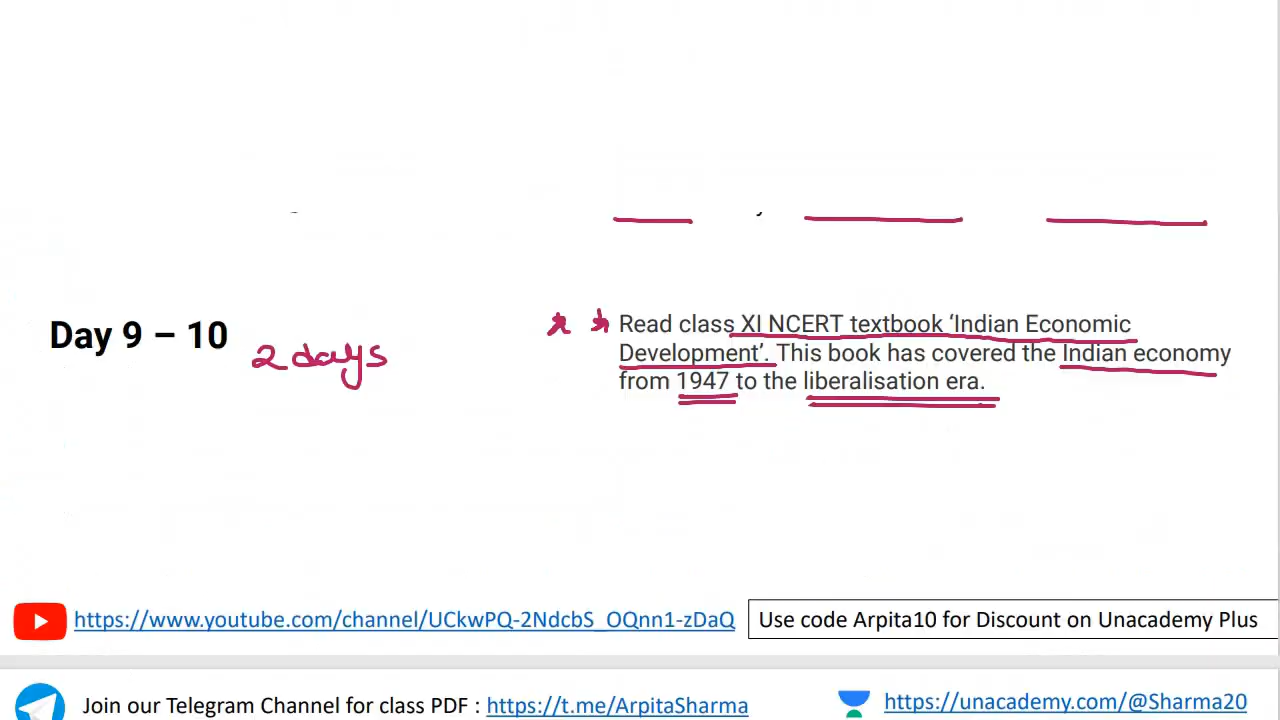 Day 9 – 10
2 days
Read class XI NCERT textbook ‘Indian Economic
Development’. This book has covered the Indian economy
from 1947 to the liberalisation era.
https://www.youtube.com/channel/UCkwPQ-2NdcbS_OQnn1-zDaQ
Use code Arpita10 for Discount on Unacademy Plus
Join our Telegram Channel for class PDF : https://t.me/ArpitaSharma
https://unacademy.com/@Sharma20